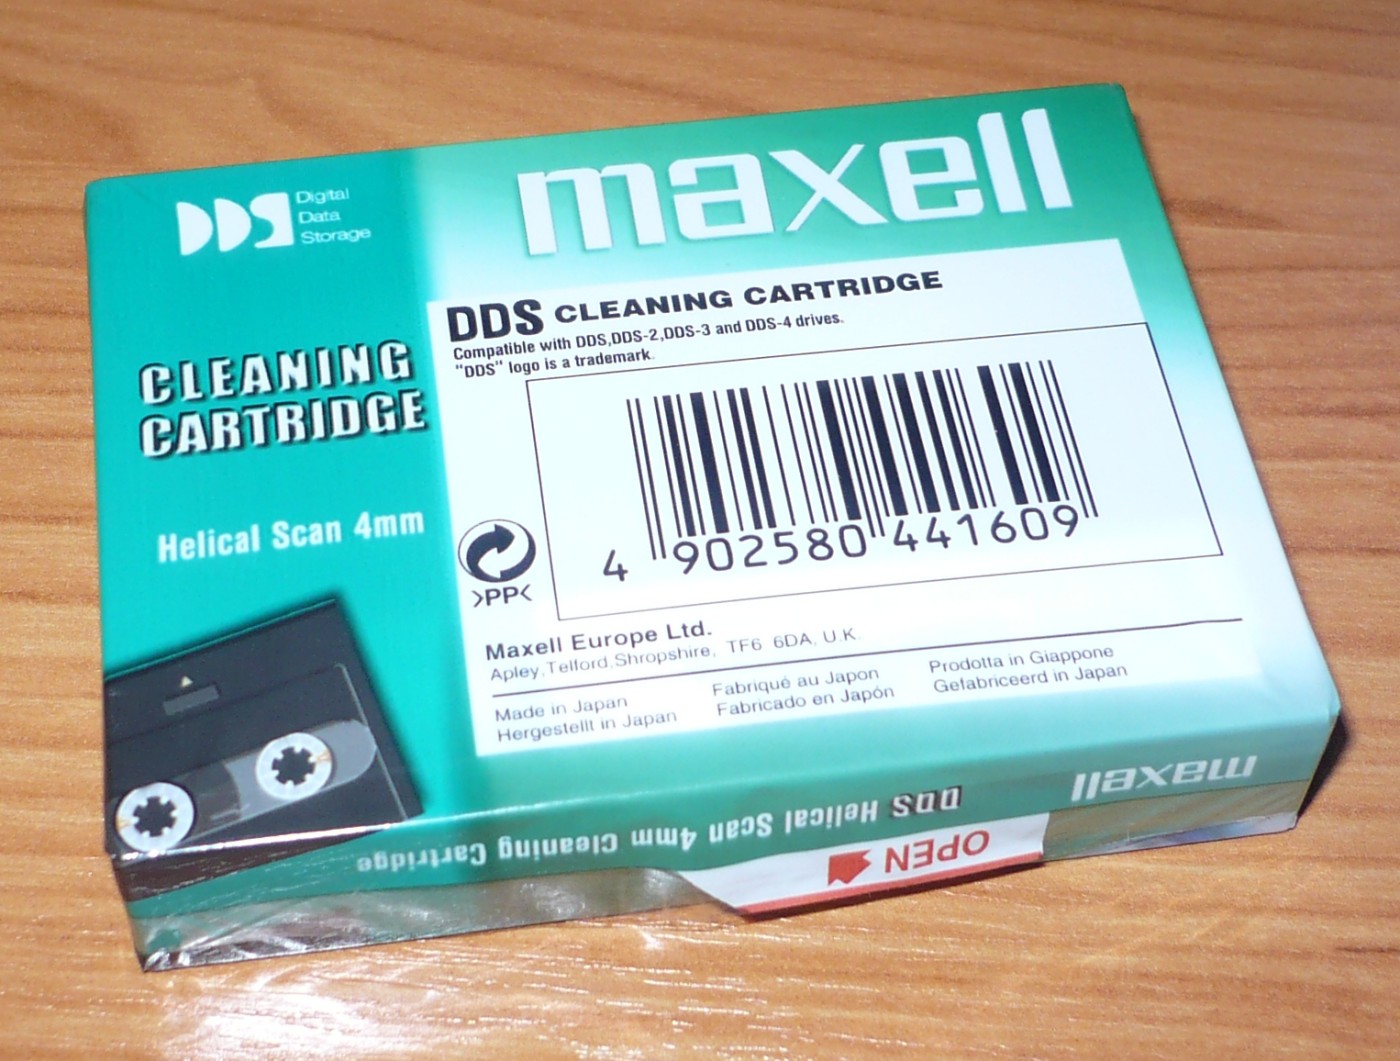 DDS
Digital
Data
Storage
maxell
CLEANING
CARTRIDGE
Helical Scan 4mm
DDS CLEANING CARTRIDGE
Compatible with DDS,DDS-2,DDS-3 and DDS-4 drives.
"DDS" logo is a trademark.
4 902580 441609
>PP<
Maxell Europe Ltd.
Apley,Telford,Shropshire, TF6 6DA, U.K.
Made in Japan
Hergestellt in Japan
Fabriqué au Japon
Fabricado en Japón
Prodotta in Giappone
Gefabriceerd in Japan
maxell
DDS Helical Scan 4mm Cleaning Cartridge
OPEN